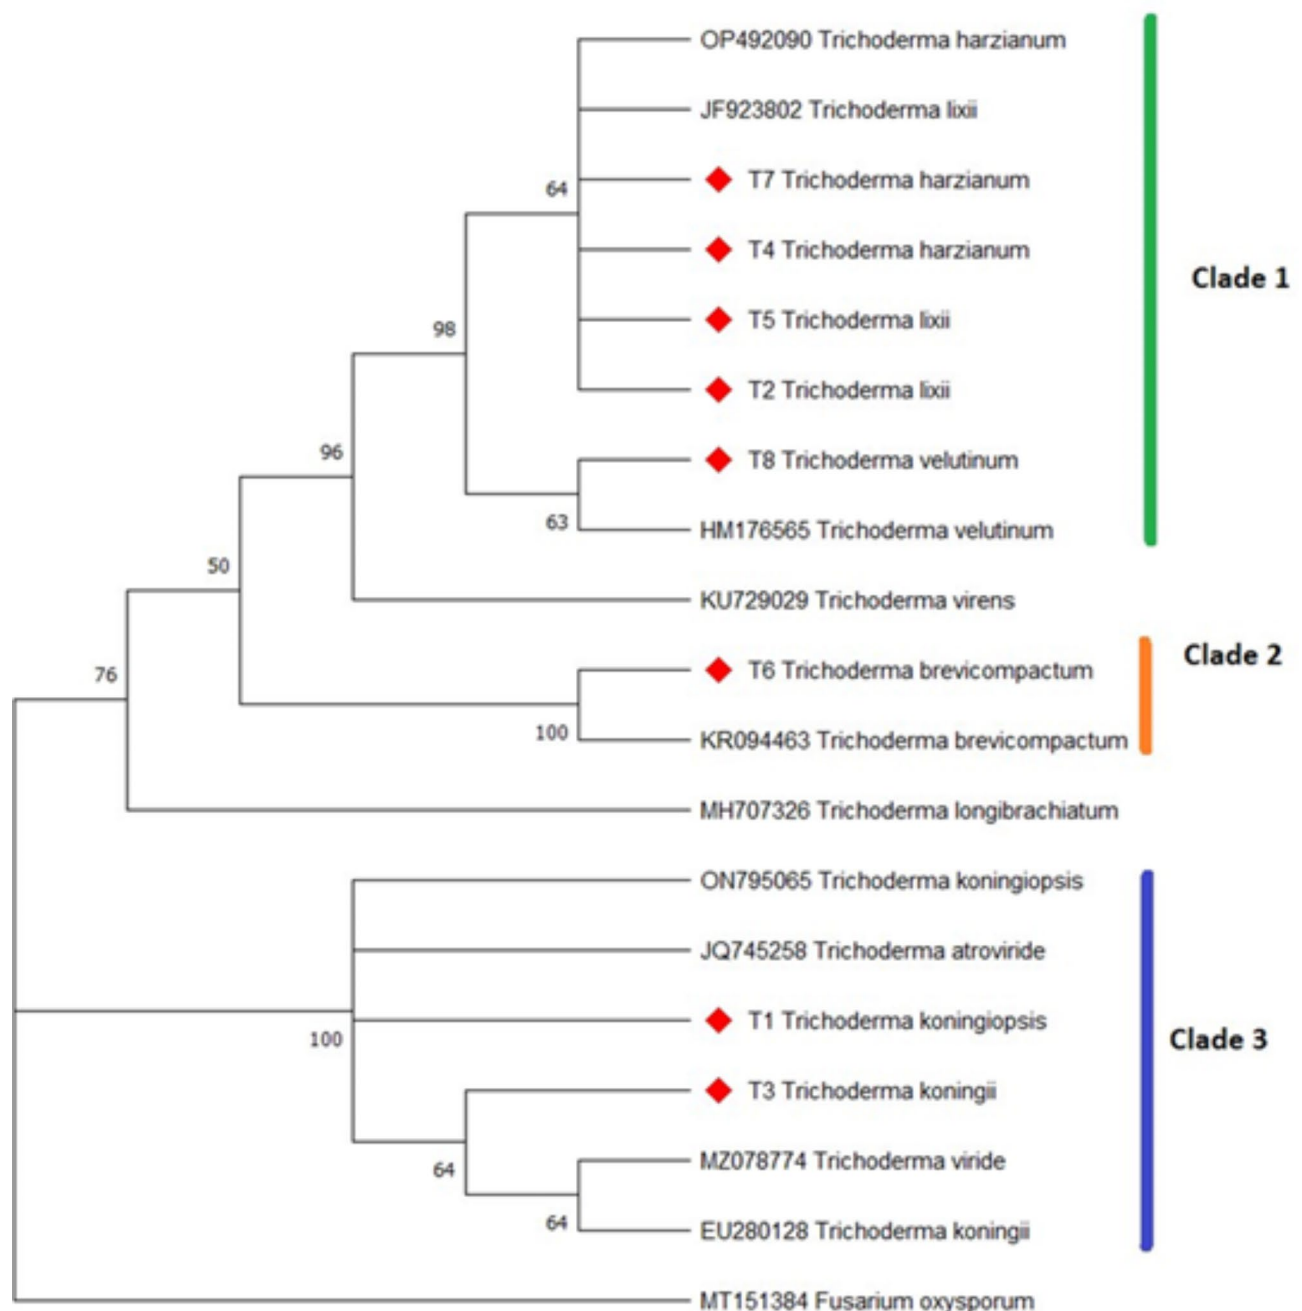 OP492090 Trichoderma harzianum
JF923802 Trichoderma lixii
64
T7 Trichoderma harzianum
T4 Trichoderma harzianum
Clade 1
98
T5 Trichoderma lixii
T2 Trichoderma lixii
96
T8 Trichoderma velutinum
63
HM176565 Trichoderma velutinum
50
KU729029 Trichoderma virens
76
T6 Trichoderma brevicompactum
Clade 2
100
KR094463 Trichoderma brevicompactum
MH707326 Trichoderma longibrachiatum
ON795065 Trichoderma koningiopsis
JQ745258 Trichoderma atroviride
100
T1 Trichoderma koningiopsis
Clade 3
T3 Trichoderma koningii
64
MZ078774 Trichoderma viride
64
EU280128 Trichoderma koningii
MT151384 Fusarium oxysporum